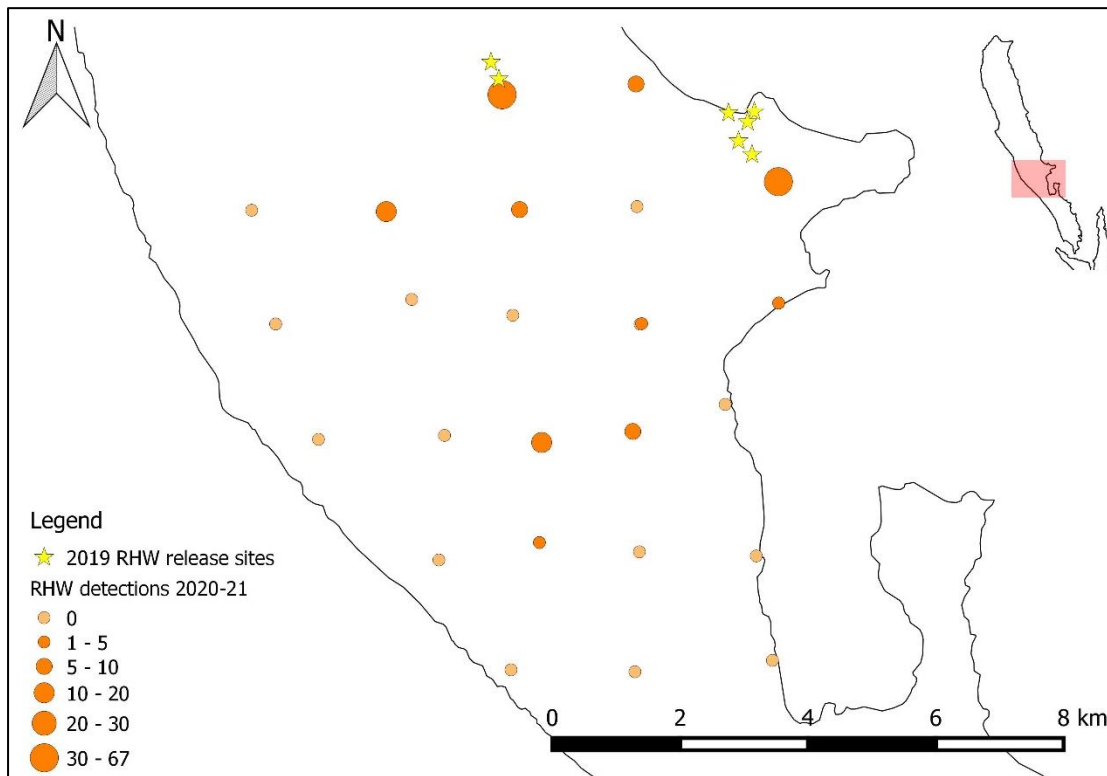 N
Legend
2019 RHW release sites
RHW detections 2020-21
0
1 - 5
5 - 10
10 - 20
20 - 30
30 - 67
0 2 4 6 8 km